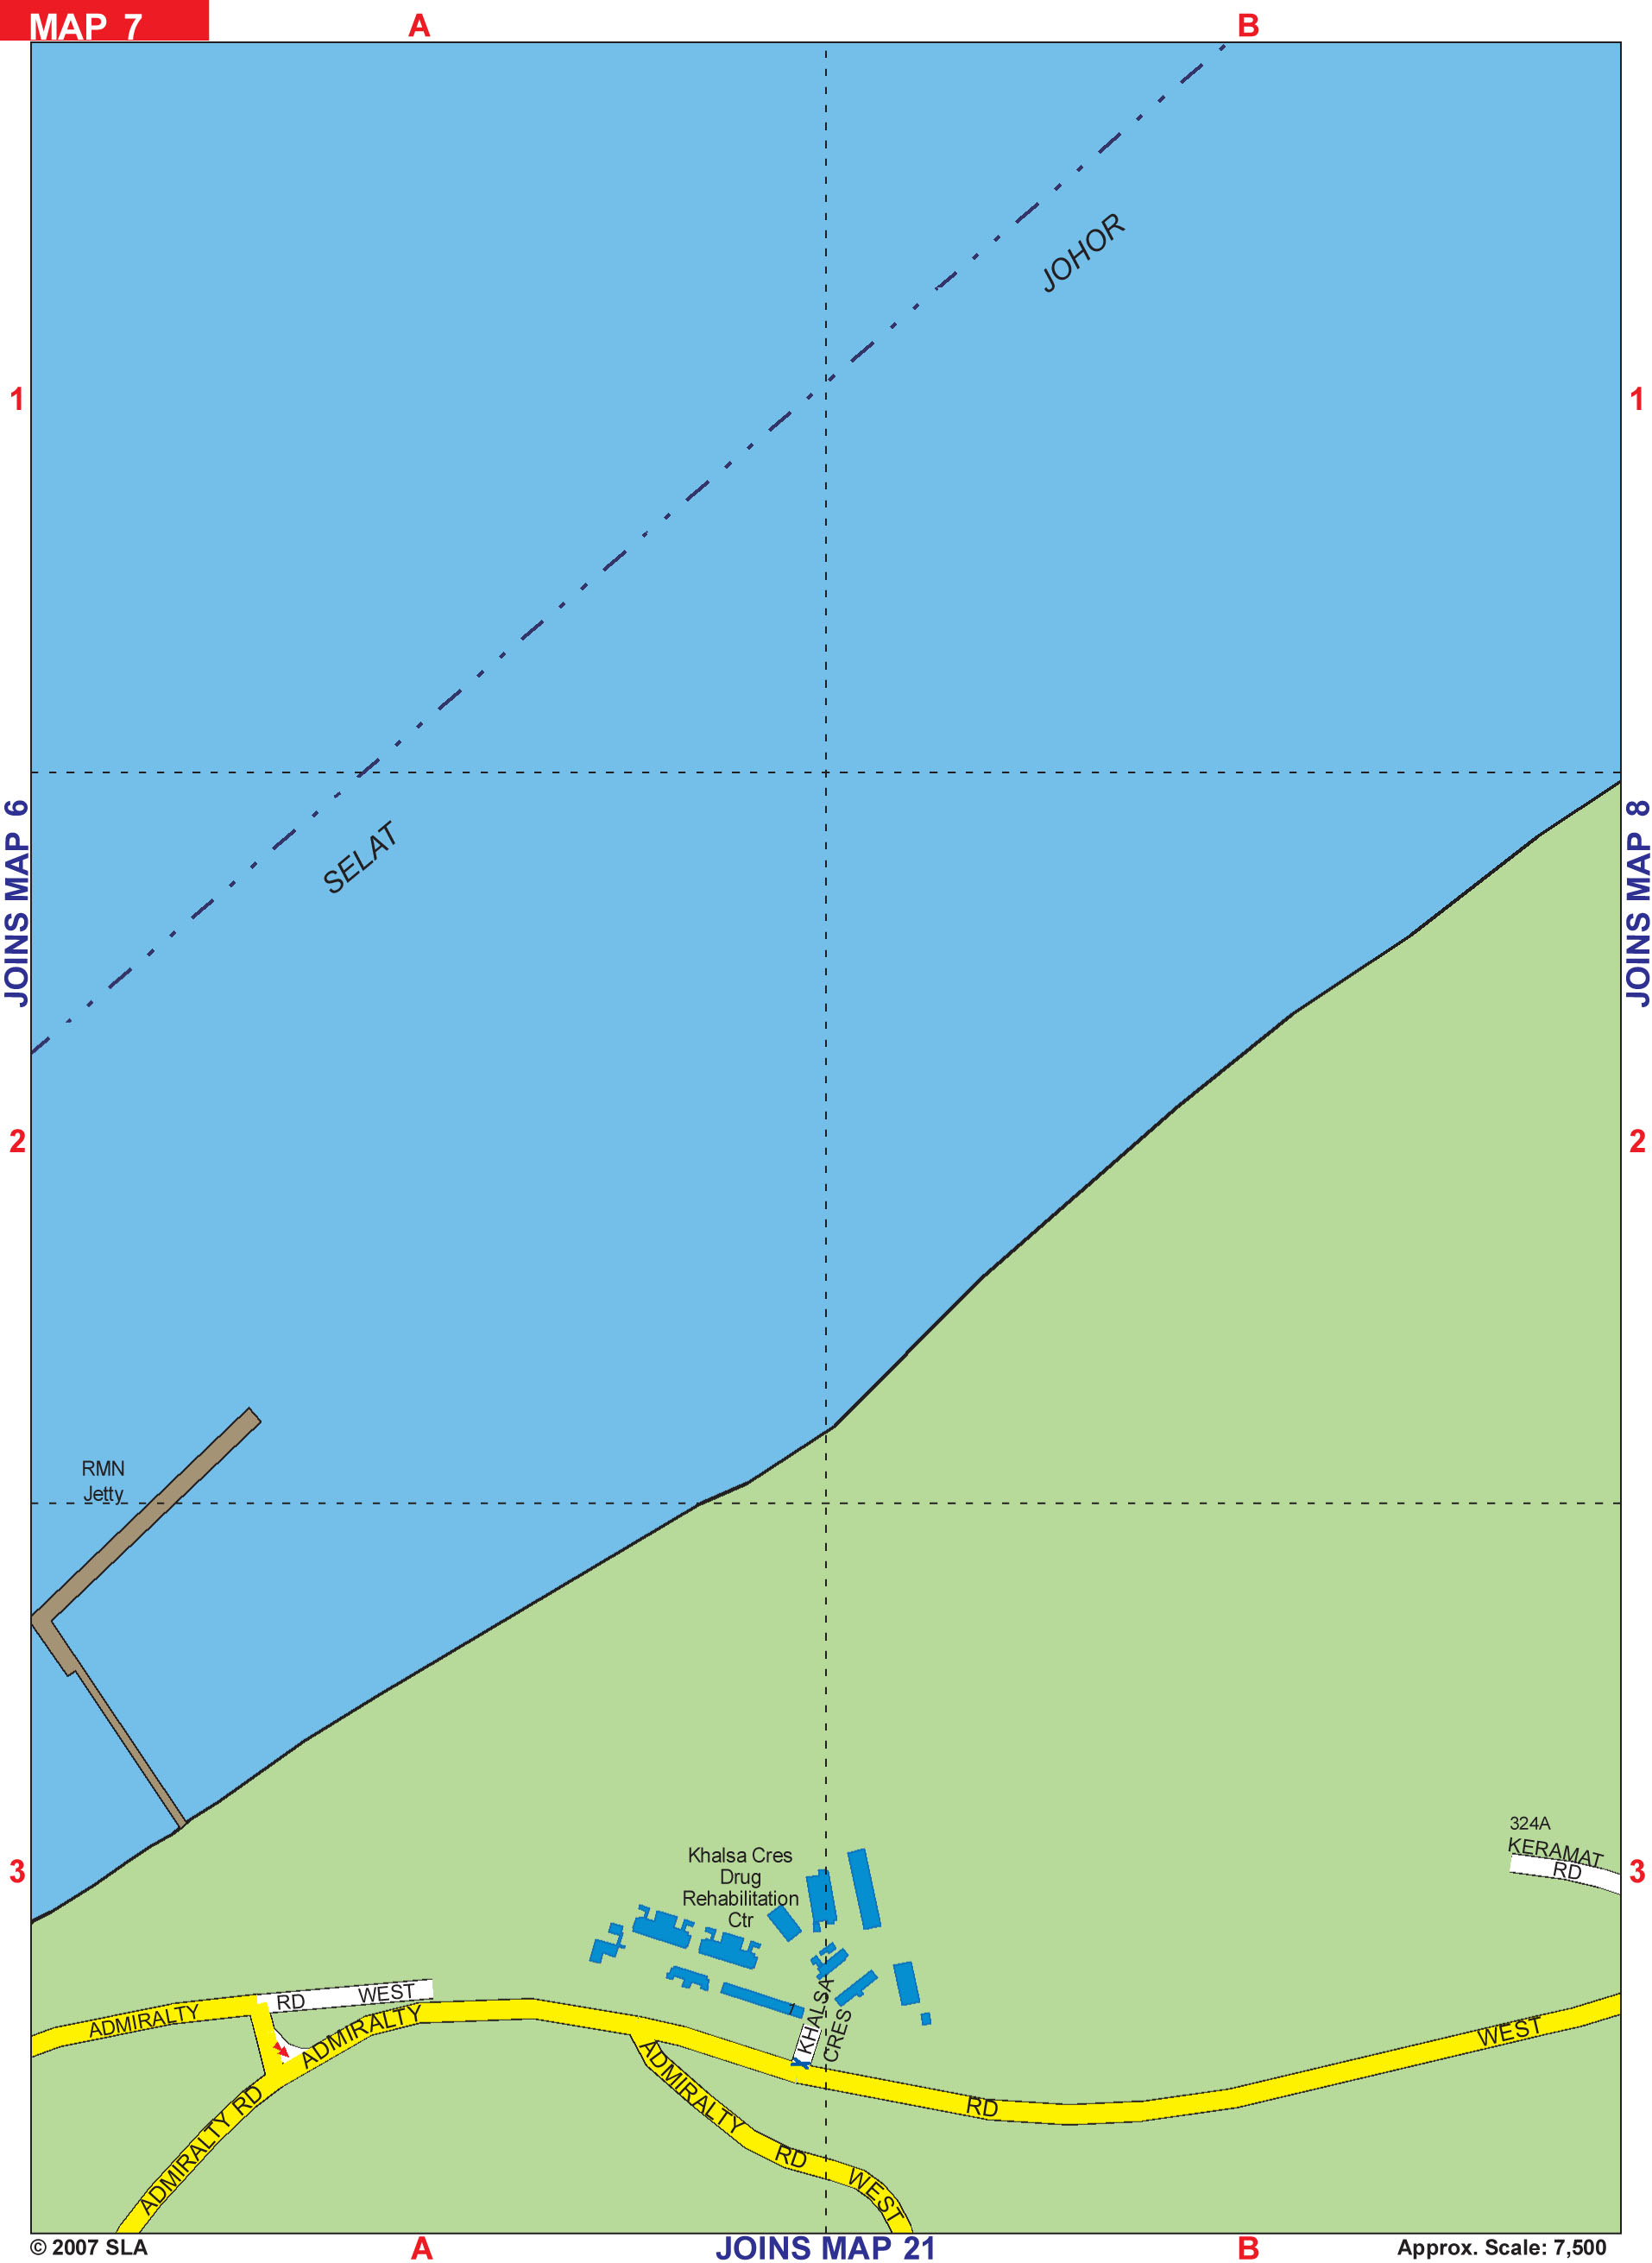 MAP 7
A
B
JOHOR
1
1
JOINS MAP 6
JOINS MAP 8
SELAT
2
2
RMN
Jetty
3
3
324A
KERAMAT
RD
Khalsa Cres
Drug
Rehabilitation
Ctr
1
KHALSA
CRES
ADMIRALTY
RD
WEST
ADMIRALTY
RD
WEST
ADMIRALTY RD
ADMIRALTY
RD
WEST
© 2007 SLA
A
JOINS MAP 21
B
Approx. Scale: 7,500